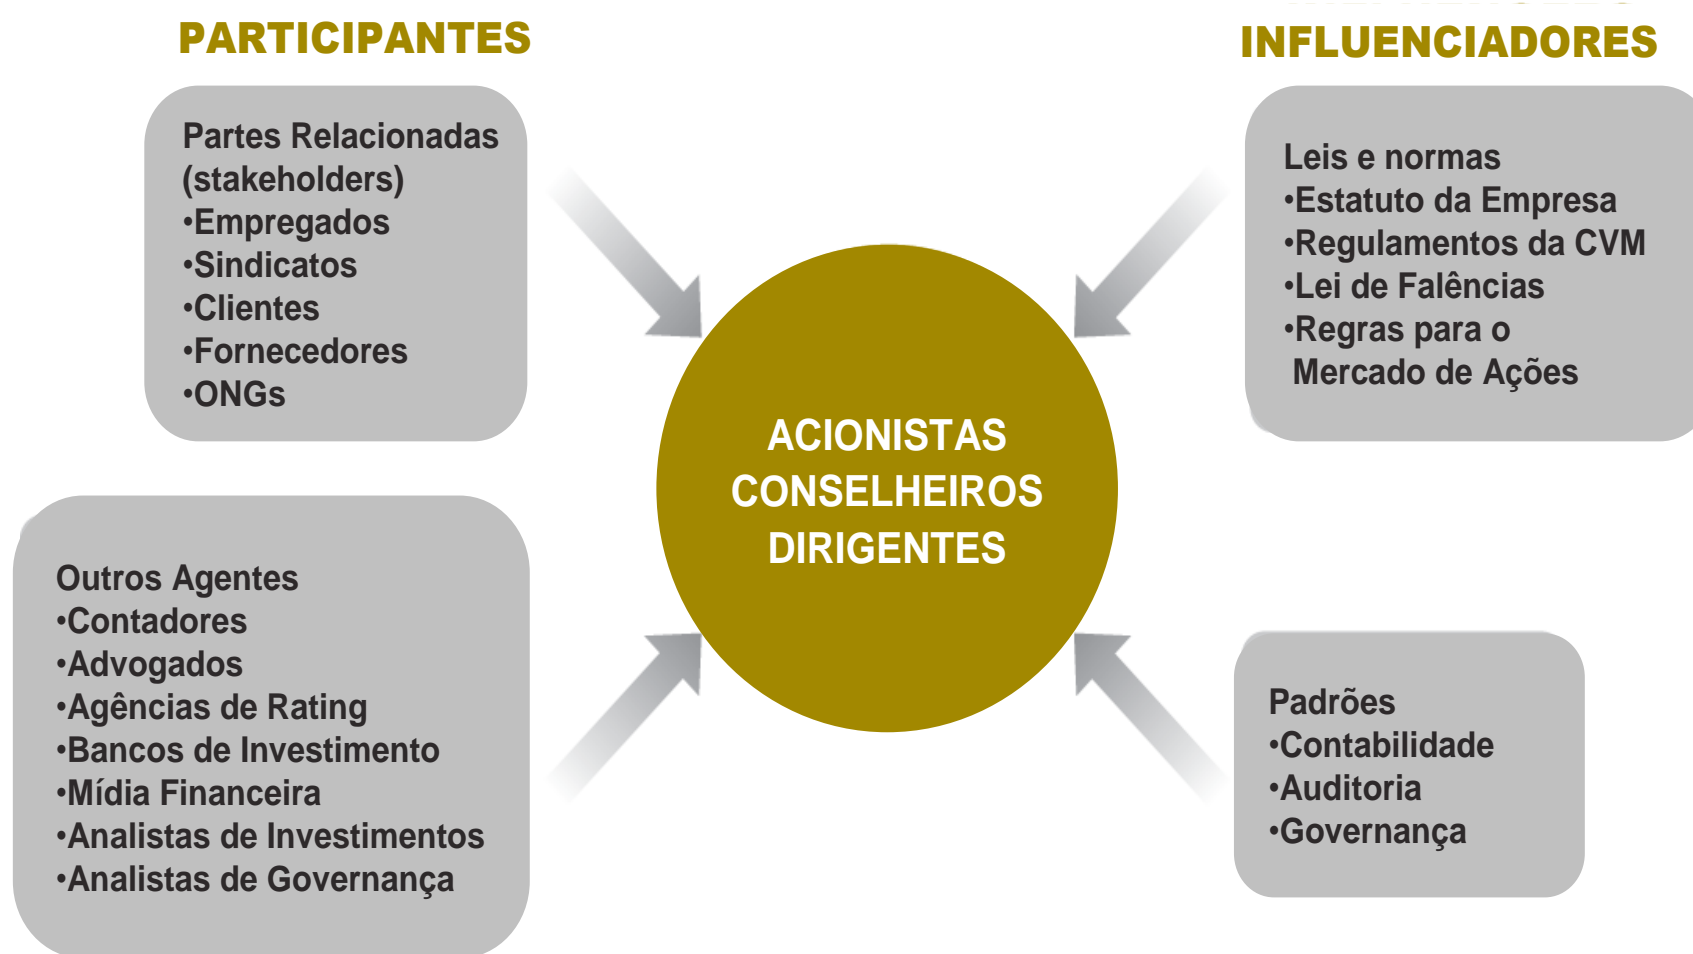 PARTICIPANTES
Partes Relacionadas
(stakeholders)
•Empregados
•Sindicatos
•Clientes
•Fornecedores
•ONGs
Outros Agentes
•Contadores
•Advogados
•Agências de Rating
•Bancos de Investimento
•Mídia Financeira
•Analistas de Investimentos
•Analistas de Governança
ACIONISTAS
CONSELHEIROS
DIRIGENTES
INFLUENCIADORES
Leis e normas
•Estatuto da Empresa
•Regulamentos da CVM
•Lei de Falências
•Regras para o
Mercado de Ações
Padrões
•Contabilidade
•Auditoria
•Governança